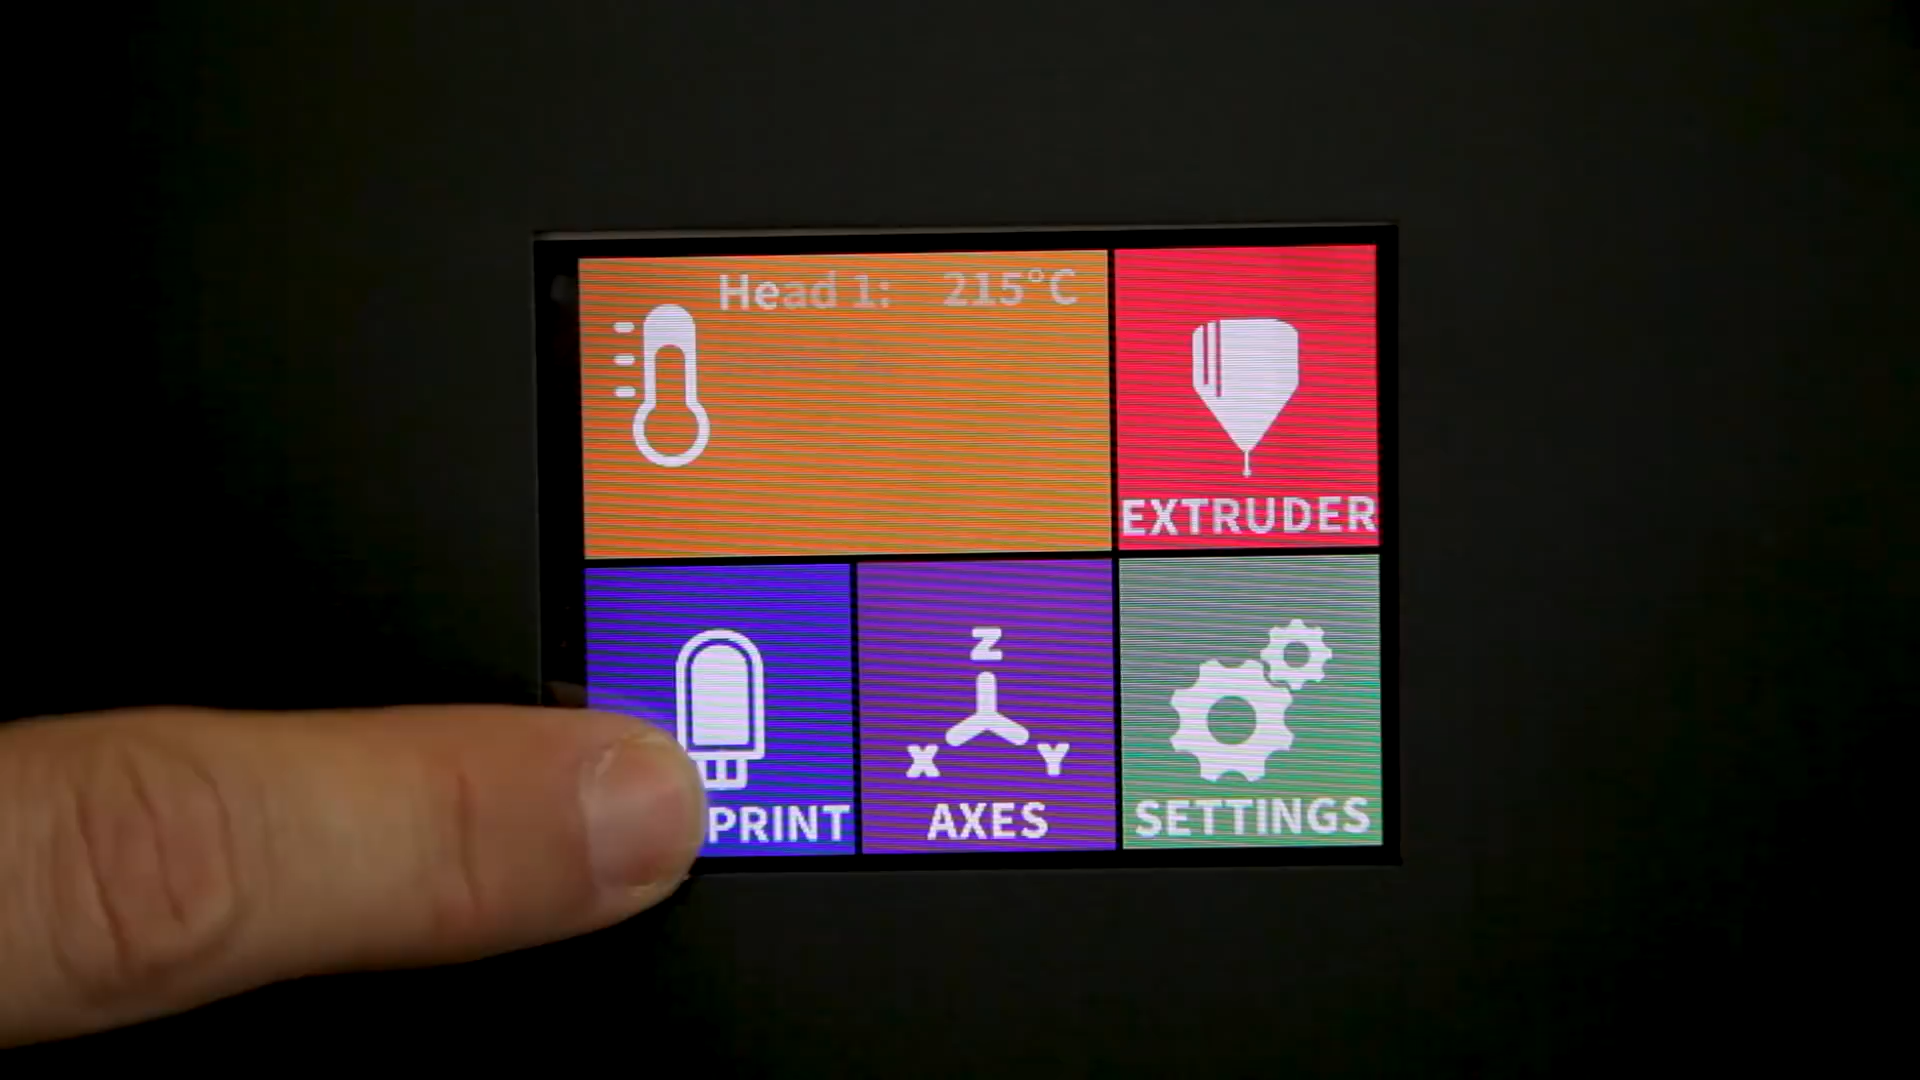 Head 1: 215°C
EXTRUDER
PRINT
AXES
Z
X Y
SETTINGS